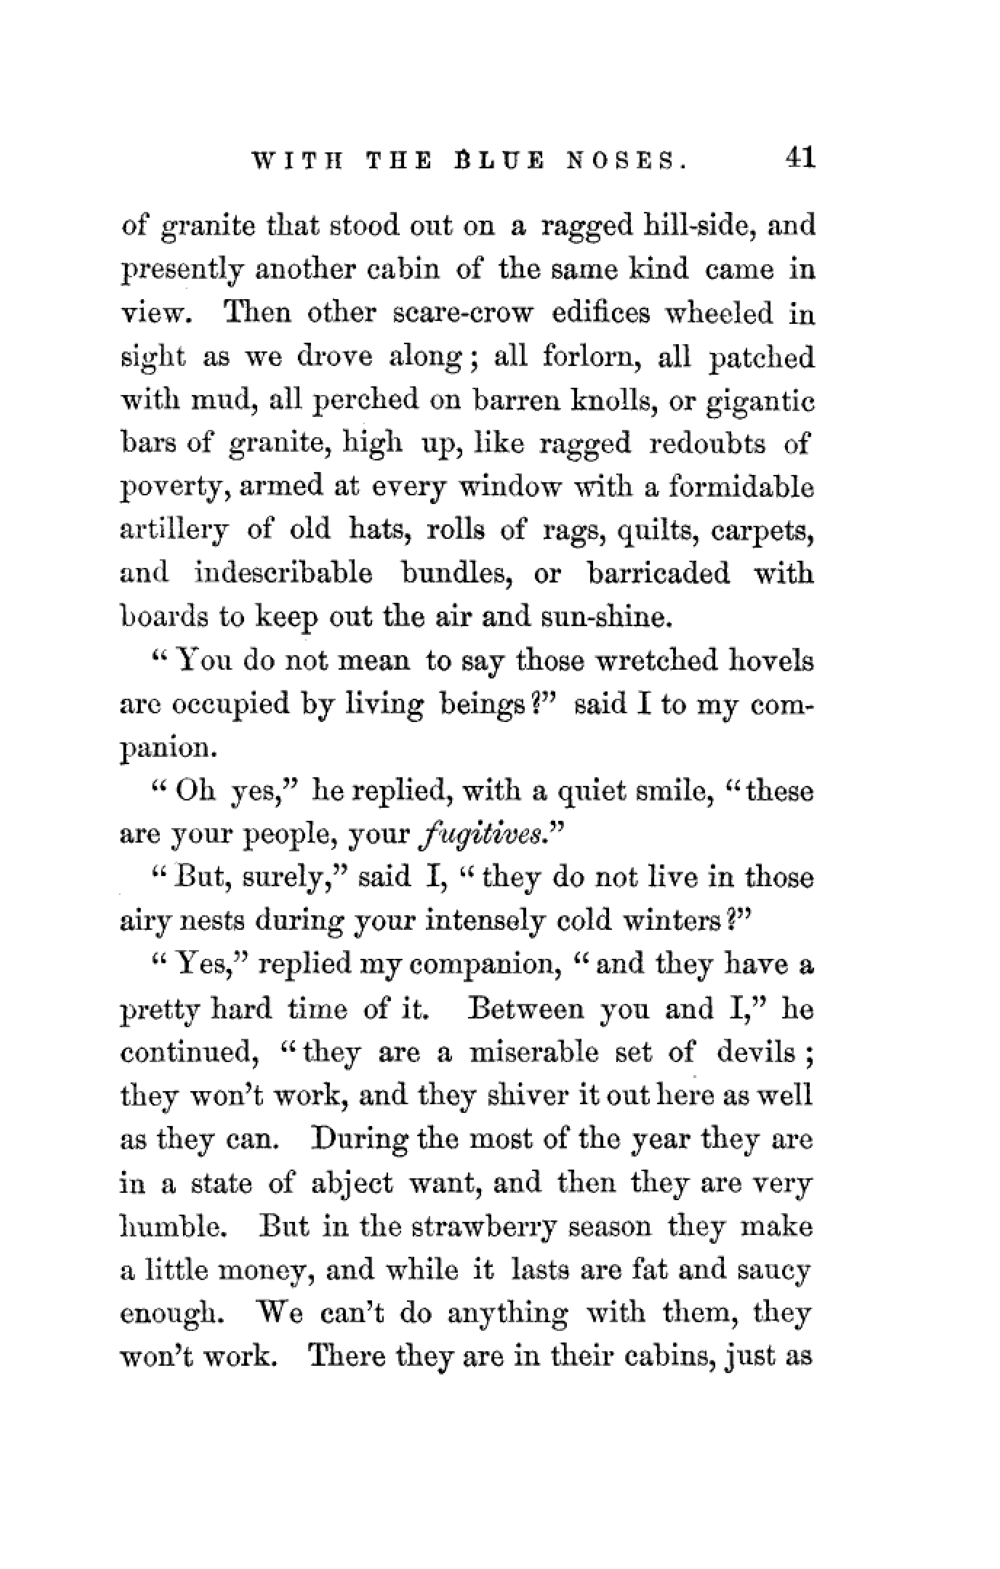 WITH THE BLUE NOSES. 41
of granite that stood out on a ragged hill-side, and
presently another cabin of the same kind came in
view. Then other scare-crow edifices wheeled in
sight as we drove along; all forlorn, all patched
with mud, all perched on barren knolls, or gigantic
bars of granite, high up, like ragged redoubts of
poverty, armed at every window with a formidable
artillery of old hats, rolls of rags, quilts, carpets,
and indescribable bundles, or barricaded with
boards to keep out the air and sun-shine.
“You do not mean to say those wretched hovels
are occupied by living beings?” said I to my com-
panion.
“Oh yes,” he replied, with a quiet smile, “these
are your people, your fugitives.”
“But, surely,” said I, “they do not live in those
airy nests during your intensely cold winters?”
“Yes,” replied my companion, “and they have a
pretty hard time of it. Between you and I,” he
continued, “they are a miserable set of devils;
they won’t work, and they shiver it out here as well
as they can. During the most of the year they are
in a state of abject want, and then they are very
humble. But in the strawberry season they make
a little money, and while it lasts are fat and saucy
enough. We can’t do anything with them, they
won’t work. There they are in their cabins, just as